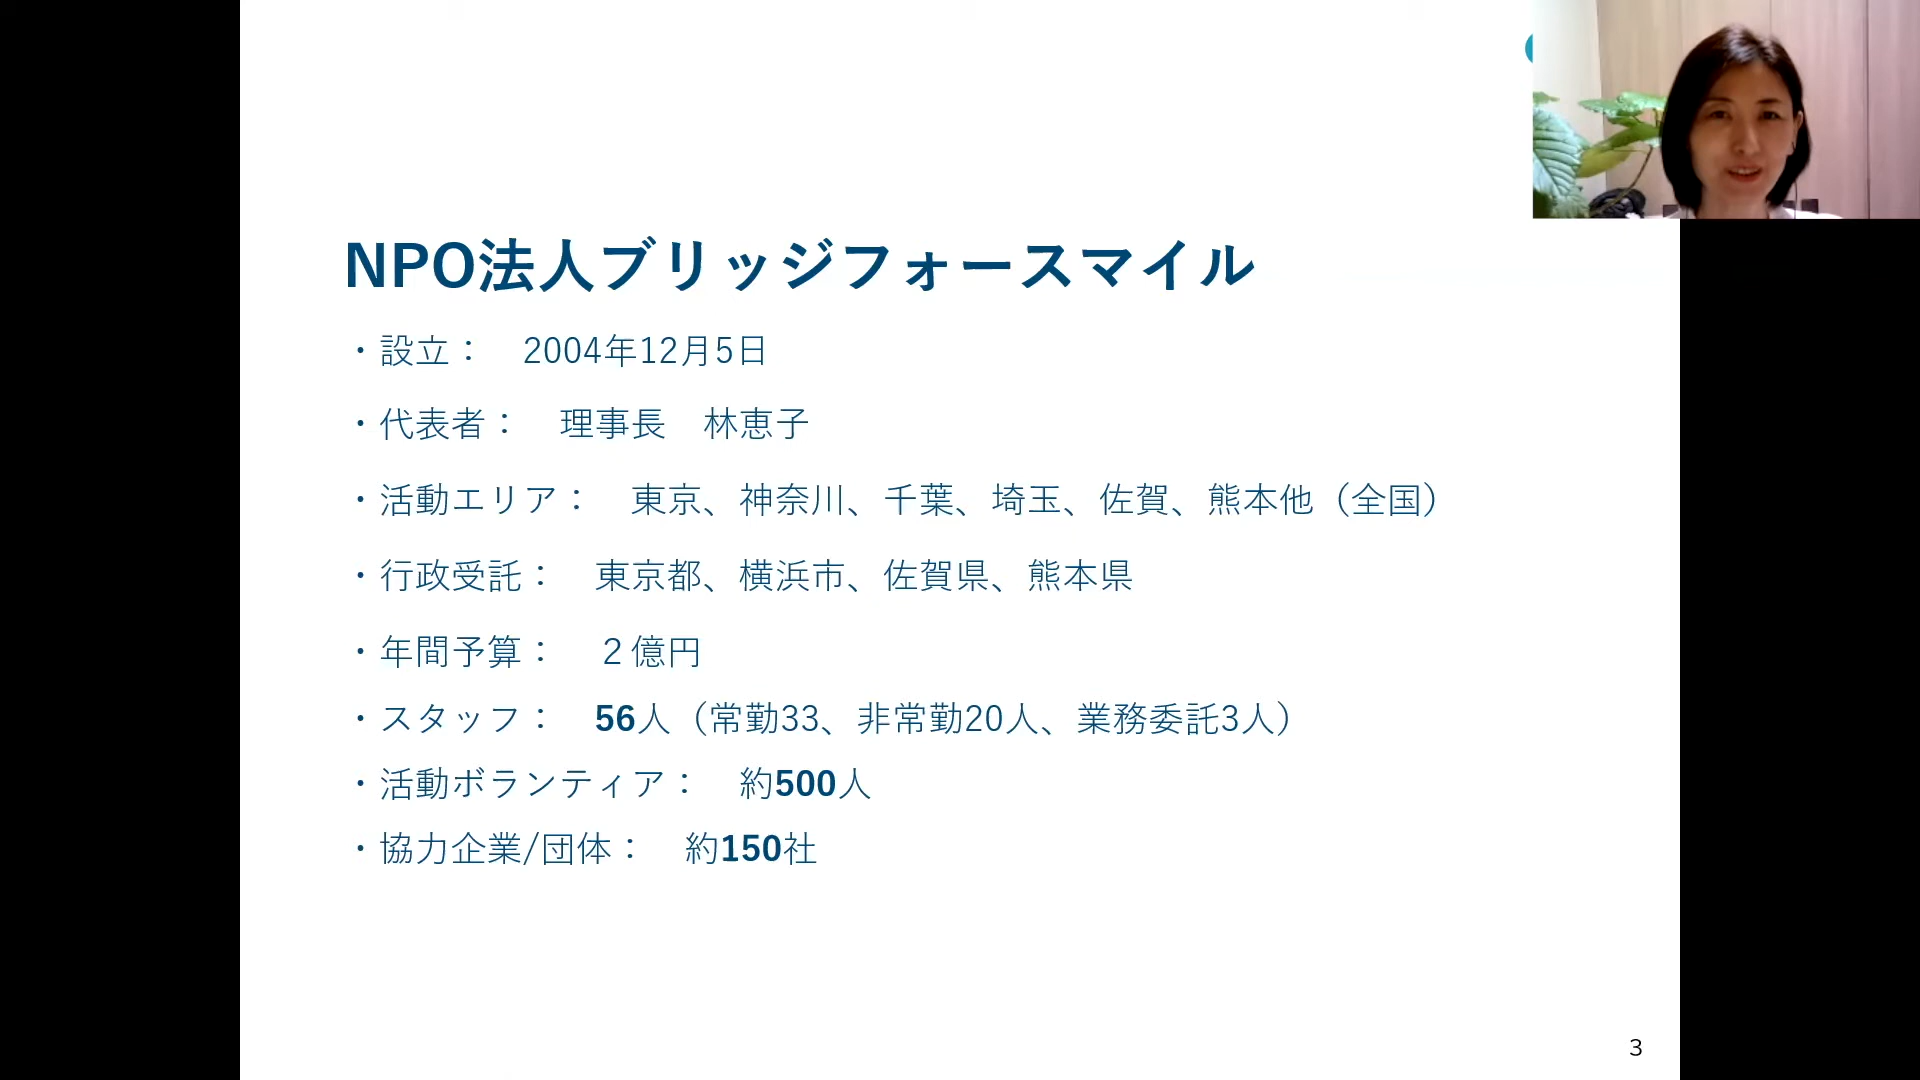 NPO法人ブリッジフォースマイル
・設立：　2004年12月5日
・代表者：　理事長　林恵子
・活動エリア：　東京、神奈川、千葉、埼玉、佐賀、熊本他（全国）
・行政受託：　東京都、横浜市、佐賀県、熊本県
・年間予算：　２億円
・スタッフ：　56人（常勤33、非常勤20人、業務委託3人）
・活動ボランティア：　約500人
・協力企業/団体：　約150社
3